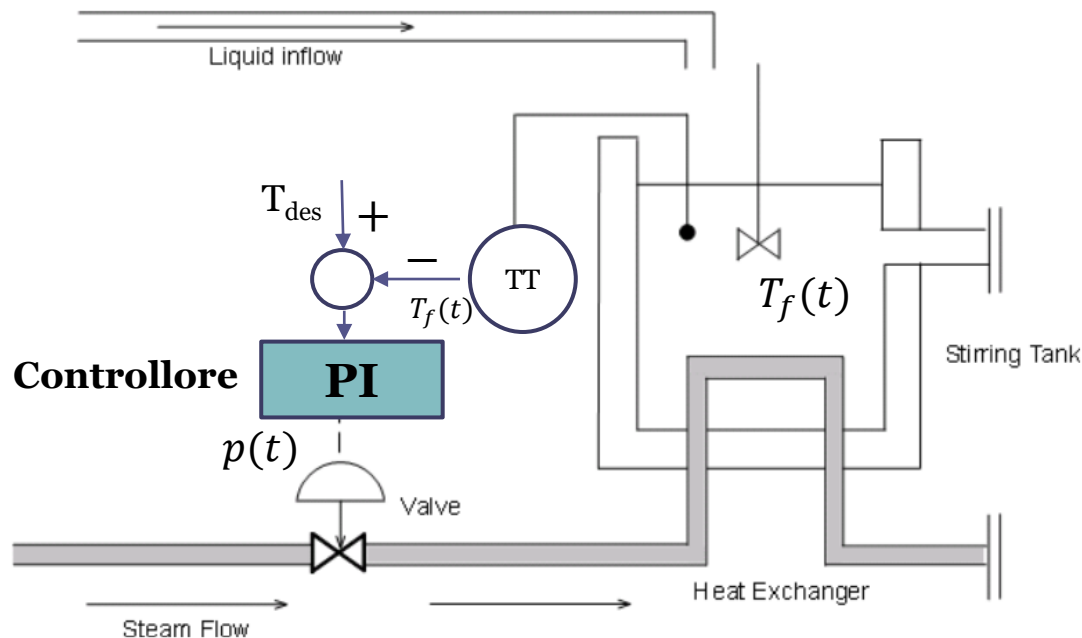 Liquid inflow
T_des
+
−
TT
T_f(t)
T_f(t)
Stirring Tank
Controllore
PI
p(t)
Valve
Heat Exchanger
Steam Flow